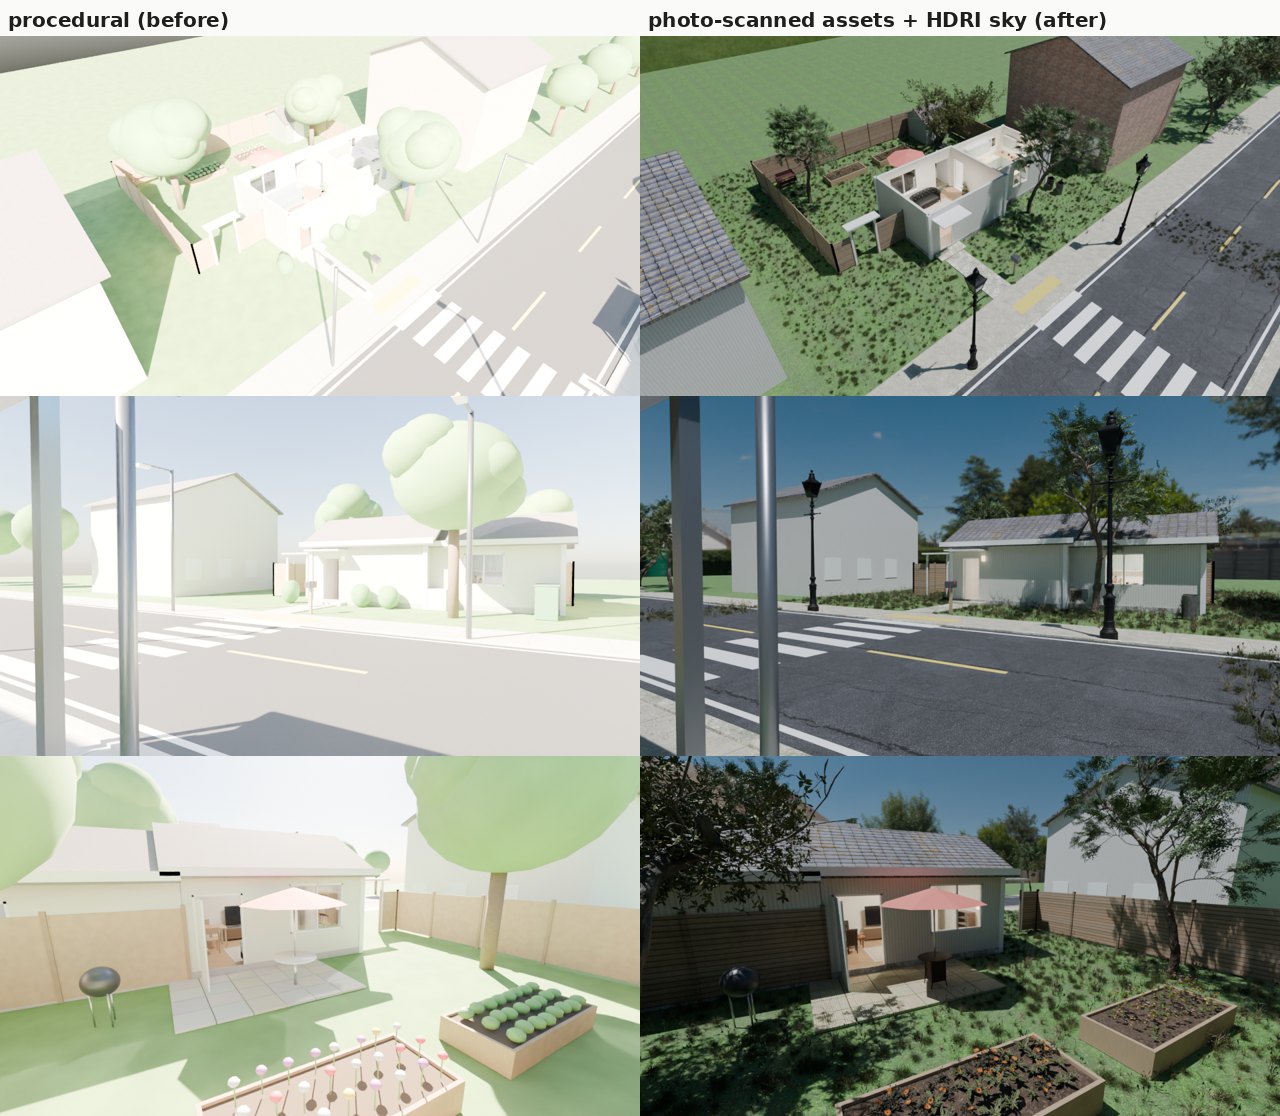 procedural (before)
photo-scanned assets + HDRI sky (after)